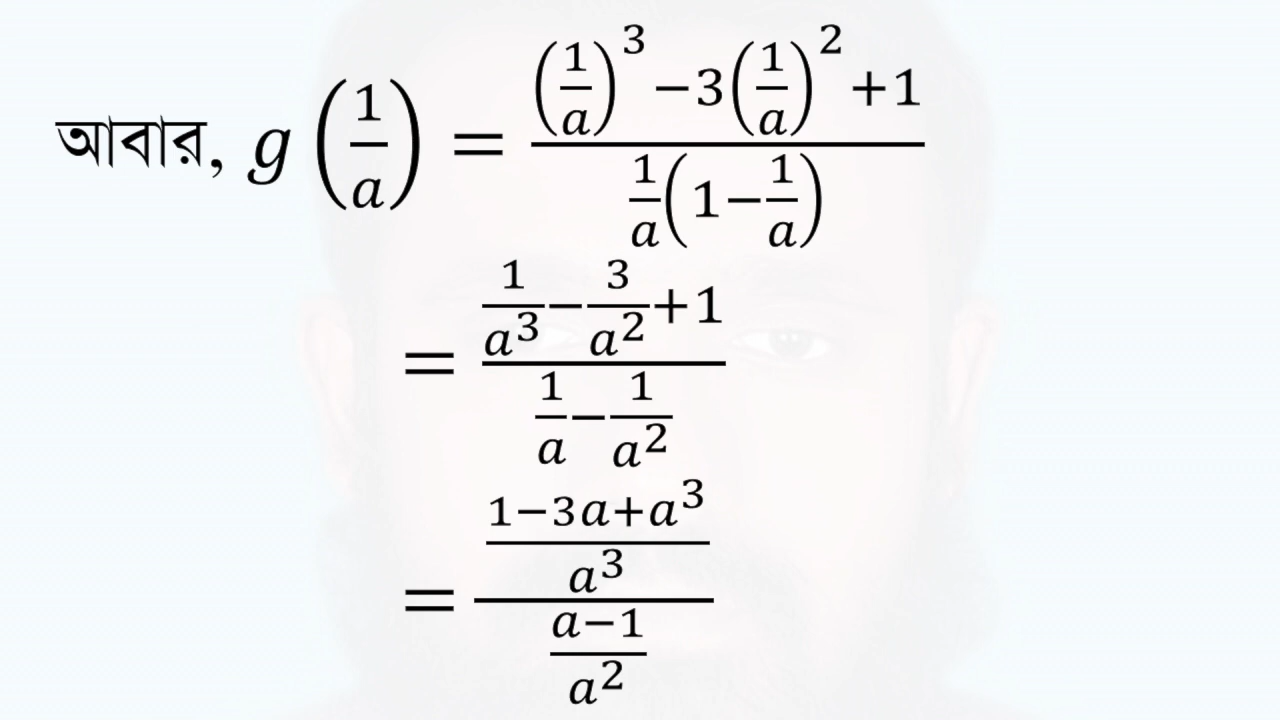 আবার, g(1/a) = ((1/a)^3 −3(1/a)^2 +1)/(1/a(1−1/a))
= (1/a^3−3/a^2+1)/(1/a−1/a^2)
= ((1−3a+a^3)/a^3)/((a−1)/a^2)